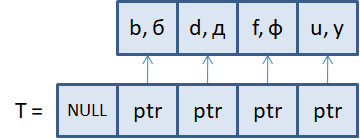 b, б d, д f, ф u, у
T = NULL ptr ptr ptr ptr